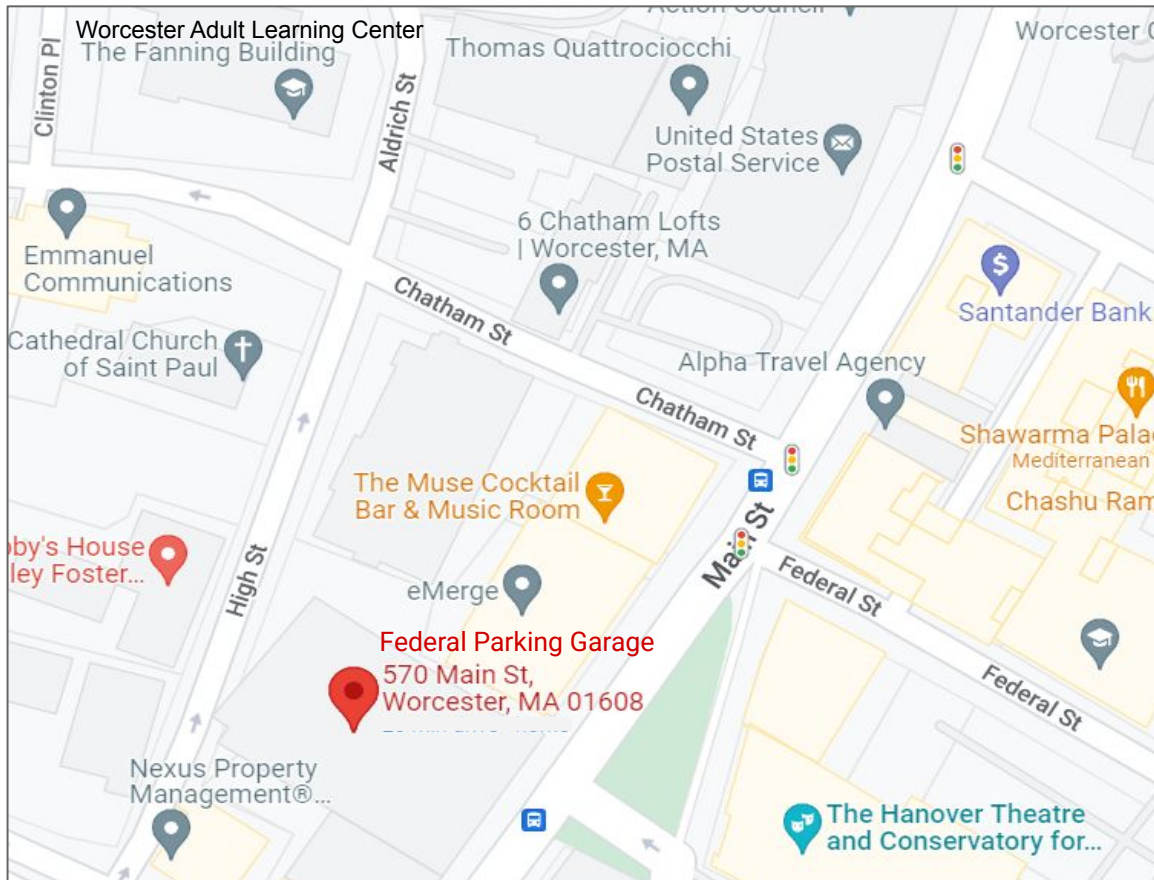 Action Council
Worcester Adult Learning Center
The Fanning Building
Thomas Quattrociocchi
Worcester
Clinton Pl
Aldrich St
United States
Postal Service
6 Chatham Lofts
| Worcester, MA
Emmanuel
Communications
Chatham St
$
Santander Bank
Cathedral Church
of Saint Paul
Alpha Travel Agency
Chatham St
Shawarma
Mediterranean
Chashu
The Muse Cocktail
Bar & Music Room
Main St
by's House
ley Foster...
High St
eMerge
Federal St
Federal Parking Garage
570 Main St,
Worcester, MA 01608
Federal St
Nexus Property
Management®...
The Hanover Theatre
and Conservatory for...